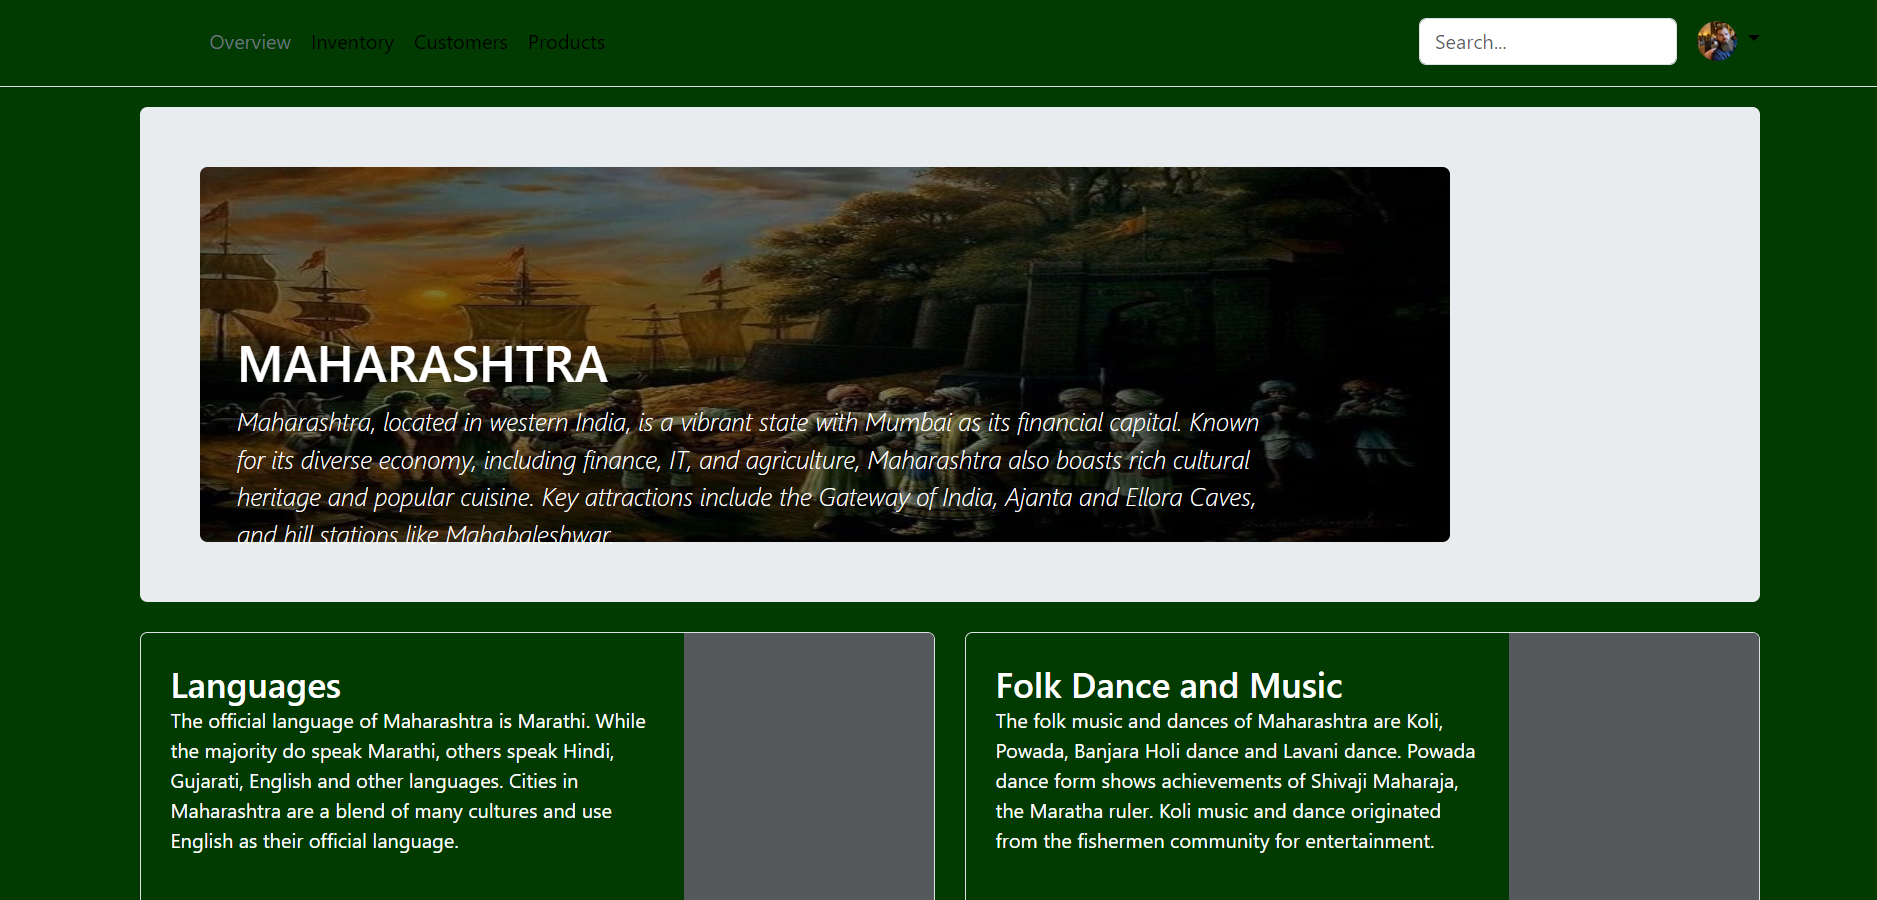 Overview Inventory Customers Products Search...
MAHARASHTRA
Maharashtra, located in western India, is a vibrant state with Mumbai as its financial capital. Known
for its diverse economy, including finance, IT, and agriculture, Maharashtra also boasts rich cultural
heritage and popular cuisine. Key attractions include the Gateway of India, Ajanta and Ellora Caves,
and hill stations like Mahabaleshwar
Languages
The official language of Maharashtra is Marathi. While
the majority do speak Marathi, others speak Hindi,
Gujarati, English and other languages. Cities in
Maharashtra are a blend of many cultures and use
English as their official language.
Folk Dance and Music
The folk music and dances of Maharashtra are Koli,
Powada, Banjara Holi dance and Lavani dance. Powada
dance form shows achievements of Shivaji Maharaja,
the Maratha ruler. Koli music and dance originated
from the fishermen community for entertainment.